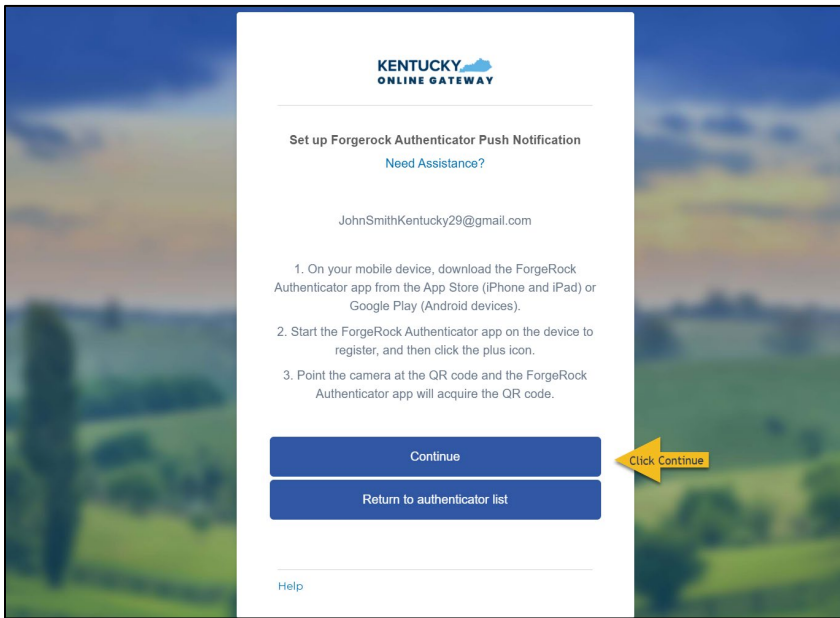 KENTUCKY
ONLINE GATEWAY
Set up Forgerock Authenticator Push Notification
Need Assistance?
JohnSmithKentucky29@gmail.com
1. On your mobile device, download the ForgeRock
Authenticator app from the App Store (iPhone and iPad) or
Google Play (Android devices).
2. Start the ForgeRock Authenticator app on the device to
register, and then click the plus icon.
3. Point the camera at the QR code and the ForgeRock
Authenticator app will acquire the QR code.
Continue
Click Continue
Return to authenticator list
Help